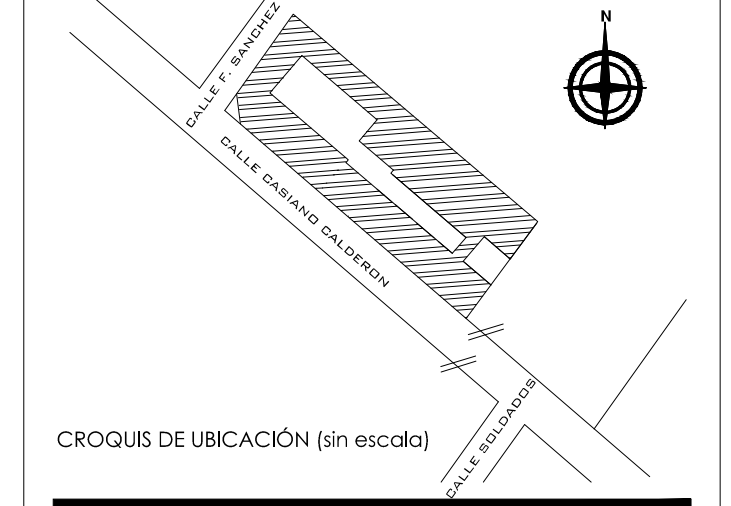 N
CALLE F. SANCHEZ
CALLE CASIANO CALDERON
CALLE SOLDADOS
CROQUIS DE UBICACIÓN (sin escala)